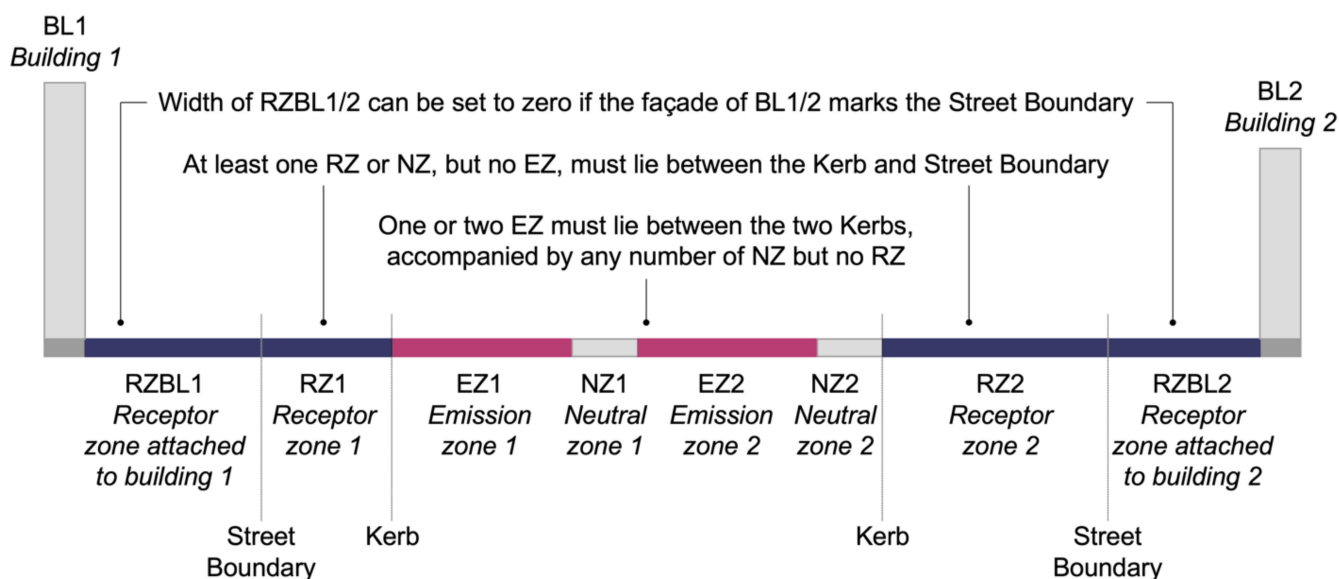 BL1
Building 1
Width of RZBL1/2 can be set to zero if the façade of BL1/2 marks the Street Boundary
BL2
Building 2
At least one RZ or NZ, but no EZ, must lie between the Kerb and Street Boundary
One or two EZ must lie between the two Kerbs,
accompanied by any number of NZ but no RZ
RZBL1
Receptor
zone attached
to building 1
RZ1
Receptor
zone 1
EZ1
Emission
zone 1
NZ1
Neutral
zone 1
EZ2
Emission
zone 2
NZ2
Neutral
zone 2
RZ2
Receptor
zone 2
RZBL2
Receptor
zone attached
to building 2
Street
Boundary
Kerb
Kerb
Street
Boundary